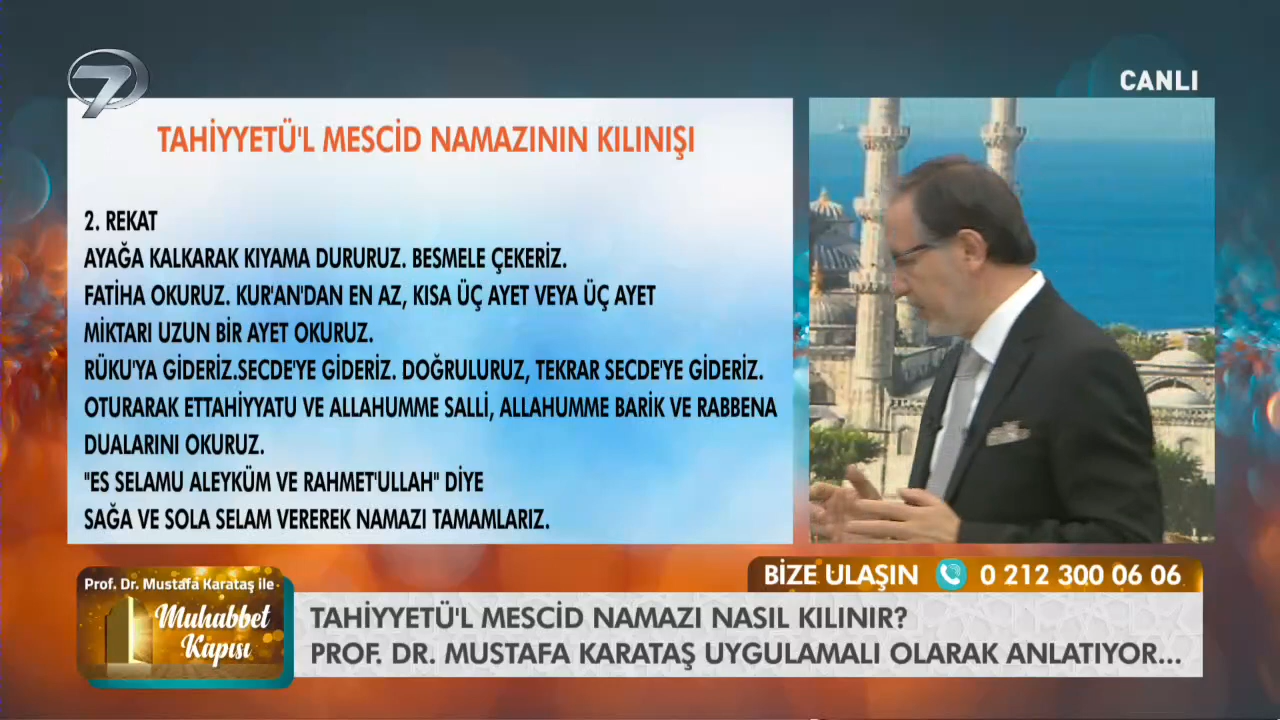 7
CANLI
TAHİYYETÜ'L MESCİD NAMAZININ KILINIŞI
2. REKAT
AYAĞA KALKARAK KIYAMA DURURUZ. BESMELE ÇEKERİZ.
FATİHA OKURUZ. KUR'AN'DAN EN AZ, KISA ÜÇ AYET VEYA ÜÇ AYET
MİKTARI UZUN BİR AYET OKURUZ.
RÜKU'YA GİDERİZ.SECDE'YE GİDERİZ. DOĞRULURUZ, TEKRAR SECDE'YE GİDERİZ.
OTURARAK ETTAHİYYATU VE ALLAHUMME SALLİ, ALLAHUMME BARİK VE RABBENA
DUALARINI OKURUZ.
"ES SELAMU ALEYKÜM VE RAHMET'ULLAH" DİYE
SAĞA VE SOLA SELAM VEREREK NAMAZI TAMAMLARIZ.
BİZE ULAŞIN 0 212 300 06 06
Prof. Dr. Mustafa Karataş ile
Muhabbet
Kapısı
TAHİYYETÜ'L MESCİD NAMAZI NASIL KILINIR?
PROF. DR. MUSTAFA KARATAŞ UYGULAMALI OLARAK ANLATIYOR...